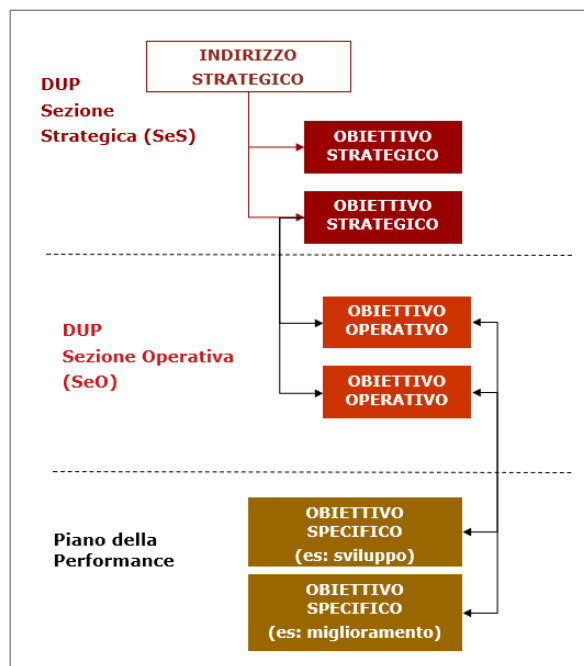 INDIRIZZO
STRATEGICO
DUP
Sezione
Strategica (SeS)
OBIETTIVO
STRATEGICO
OBIETTIVO
STRATEGICO
DUP
Sezione Operativa
(SeO)
OBIETTIVO
OPERATIVO
OBIETTIVO
OPERATIVO
Piano della
Performance
OBIETTIVO
SPECIFICO
(es: sviluppo)
OBIETTIVO
SPECIFICO
(es: miglioramento)